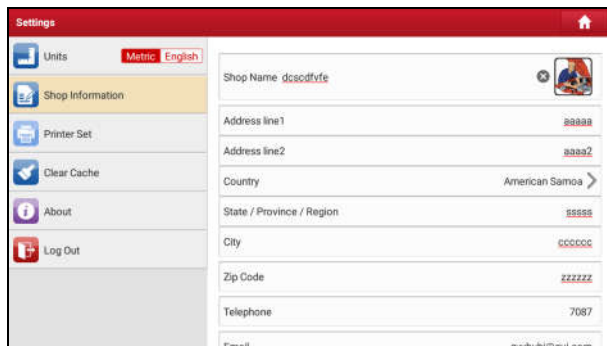 Settings
Units Metric English
Shop Information
Printer Set
Clear Cache
About
Log Out
Shop Name dcscdfvfe
Address line1 aaaaa
Address line2 aaaa2
Country American Samoa
State / Province / Region sssss
City cccccc
Zip Code zzzzzz
Telephone 7087